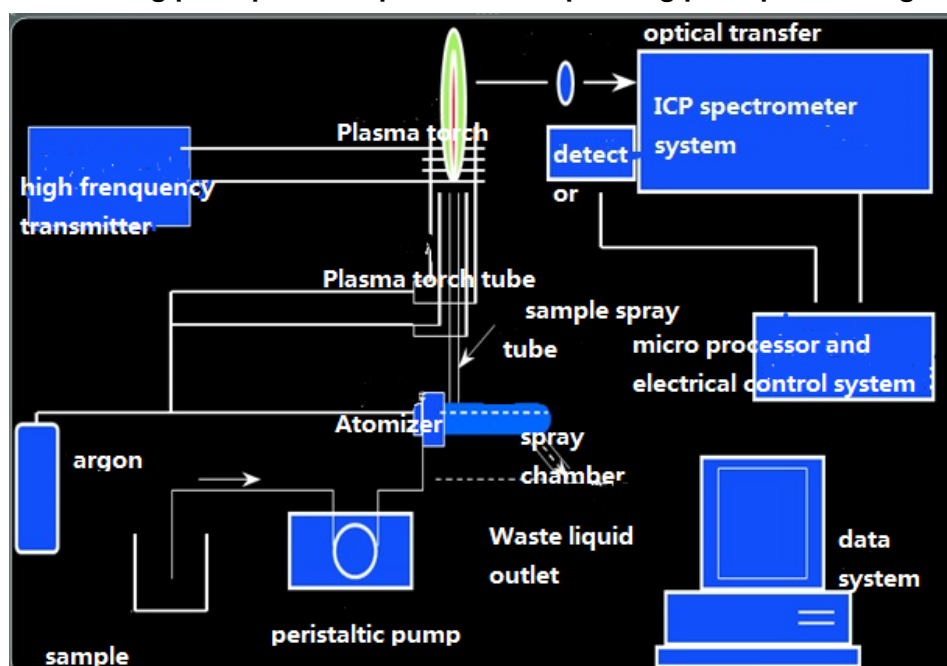 optical transfer
ICP spectrometer
system
Plasma torch
detect
or
high frenquency
transmitter
Plasma torch tube
sample spray
tube
micro processor and
electrical control system
Atomizer
spray
chamber
argon
Waste liquid
outlet
data
system
peristaltic pump
sample